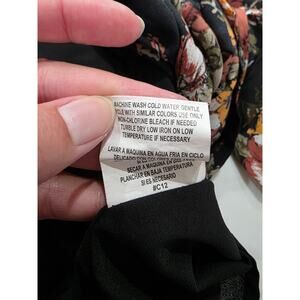 MACHINE WASH COLD WATER GENTLE
CYCLE WITH SIMILAR COLORS USE ONLY
NON-CHLORINE BLEACH IF NEEDED
TUMBLE DRY LOW IRON ON LOW
TEMPERATURE IF NECESSARY
LAVAR A MAQUINA EN AGUA FRIA EN CICLO
DELICADO CON COLORES
SECAR A MAQUINA EN
PLANCHAR EN BAJA TEMPERATURA
SI ES NECESARIO
#C12